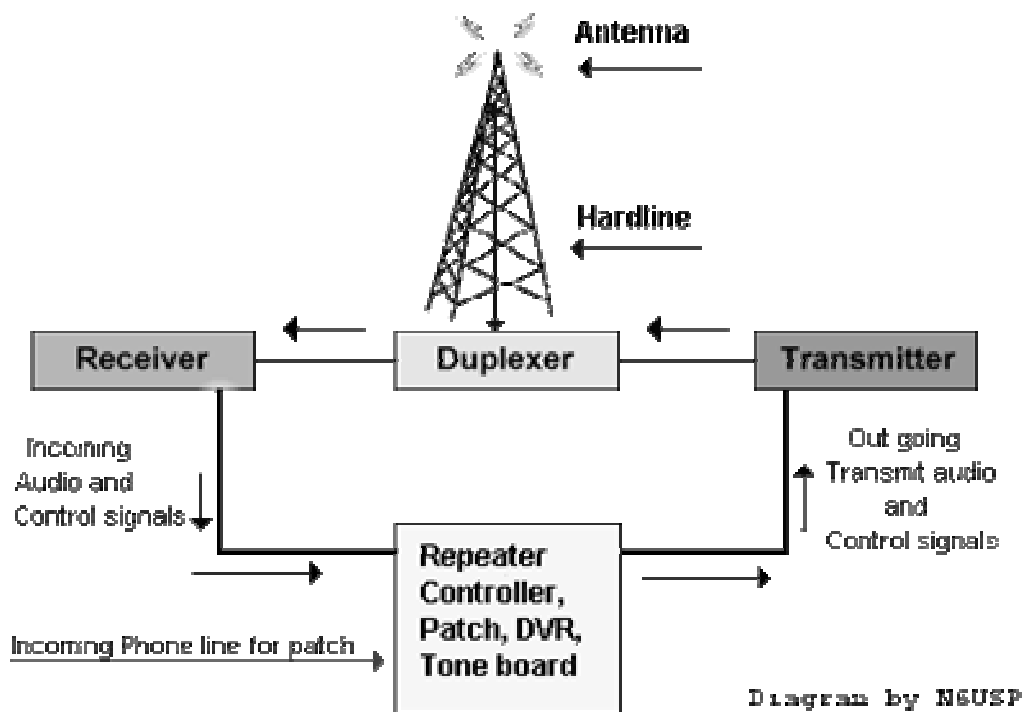 Antenna
Hardline
Receiver
Duplexer
Transmitter
Incoming
Audio and
Control signals
Out going
Transmt audio
and
Control signals
Repeater
Controller,
Patch, DVR,
Tone board
Incoming Phone line for patch
Diagram by N6USP